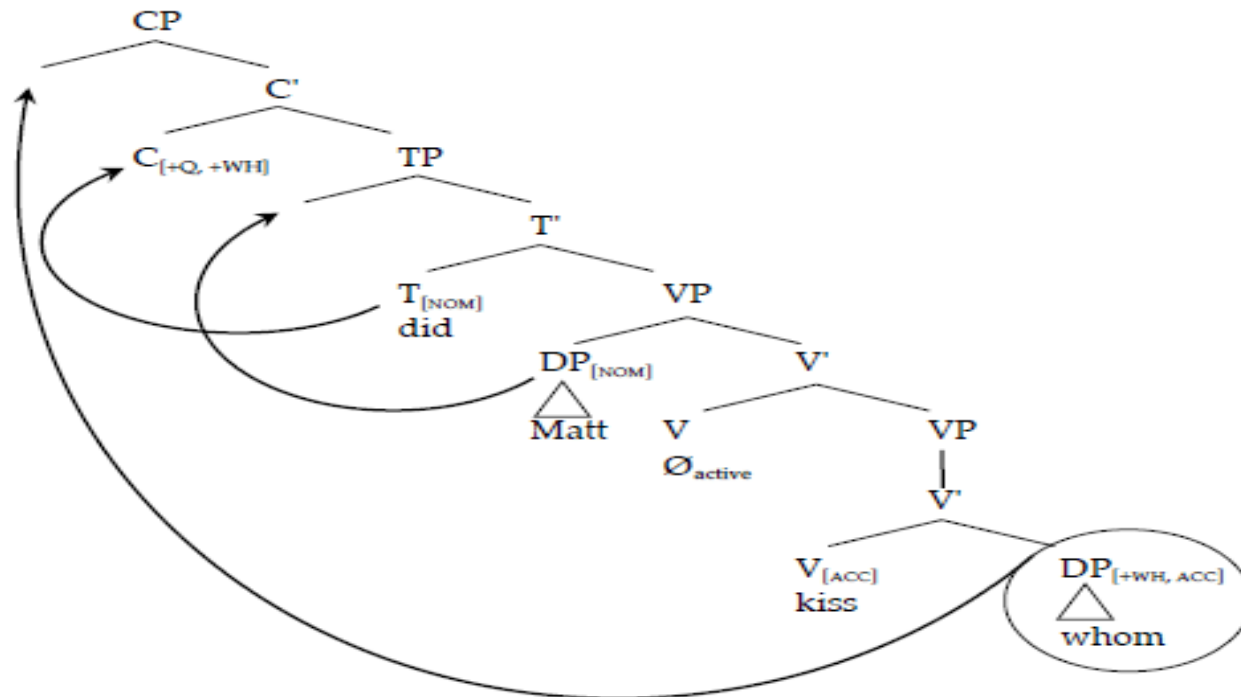 CP
C'
C[+Q, +WH] TP
T'
T[NOM] VP
did
DP[NOM] V'
Matt V VP
Øactive
V'
V[ACC] DP[+WH, ACC]
kiss
whom